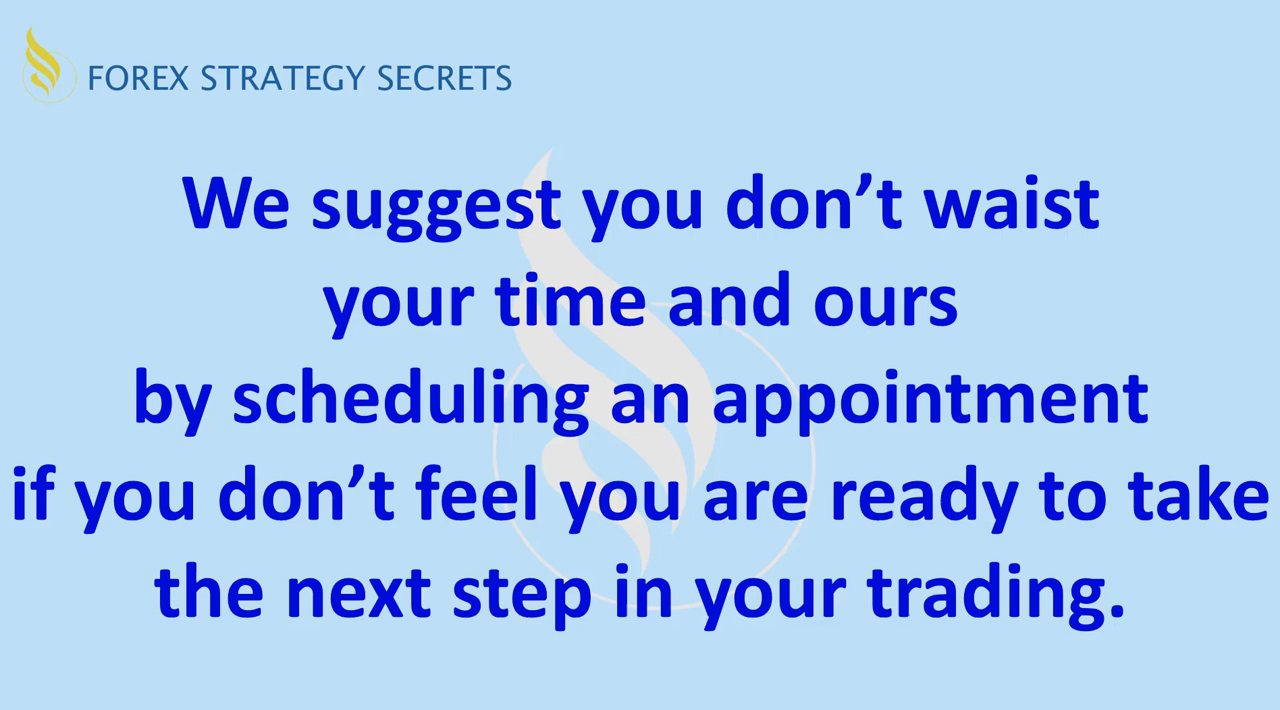 FOREX STRATEGY SECRETS
We suggest you don’t waist
your time and ours
by scheduling an appointment
if you don’t feel you are ready to take
the next step in your trading.